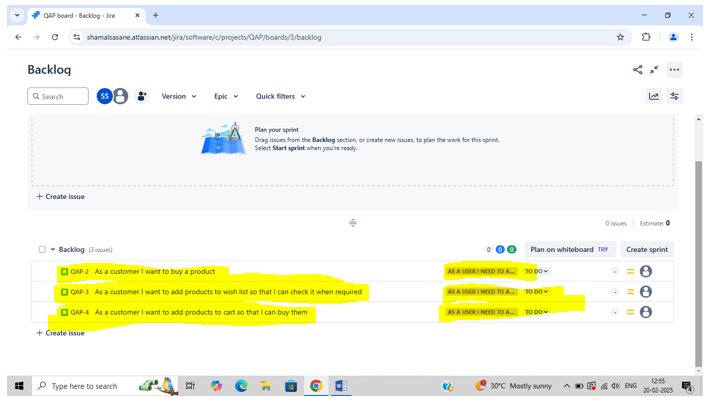 QAP board - Backlog - Jira
shamalsasane.atlassian.net/jira/software/c/projects/QAP/boards/3/backlog
Backlog
Search SS Version Epic Quick filters
Plan your sprint
Drag issues from the Backlog section, or create new issues, to plan the work for this sprint.
Select Start sprint when you're ready.
+ Create issue
0 issues Estimate: 0
Backlog (3 issues) 0 0 0 Plan on whiteboard TRY Create sprint
QAP-2 As a customer I want to buy a product AS A USER I NEED TO A... TO DO -
QAP-3 As a customer I want to add products to wish list so that I can check it when required AS A USER I NEED TO A... TO DO -
QAP-4 As a customer I want to add products to cart so that I can buy them AS A USER I NEED TO A... TO DO -
+ Create issue
Type here to search 30°C Mostly sunny ENG 12:55
20-02-2025 4